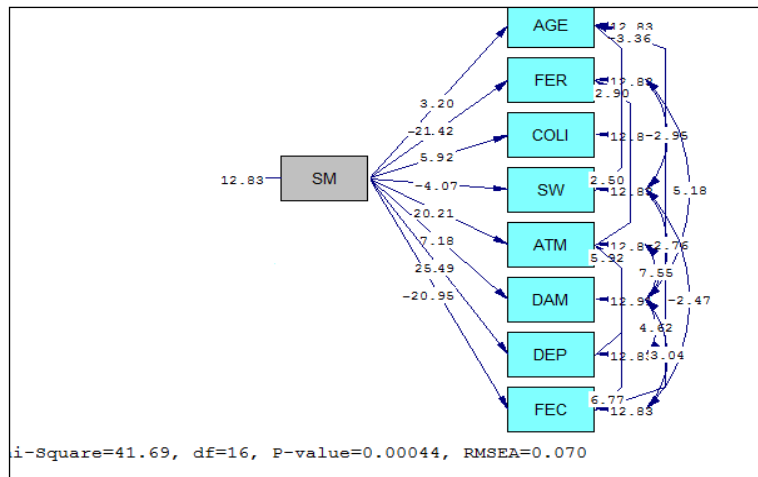 AGE
12.83
-3.36
FER
12.83
2.90
3.20
-21.42
COLI
12.8
-2.95
5.92
12.83
SM
-4.07
SW
2.50
12.83
5.18
-20.21
ATM
12.8
-2.76
5.92
7.18
7.55
25.49
DAM
12.9
-2.47
-20.95
4.62
DEP
12.8
3.04
6.77
FEC
12.83
i-Square=41.69, df=16, P-value=0.00044, RMSEA=0.070